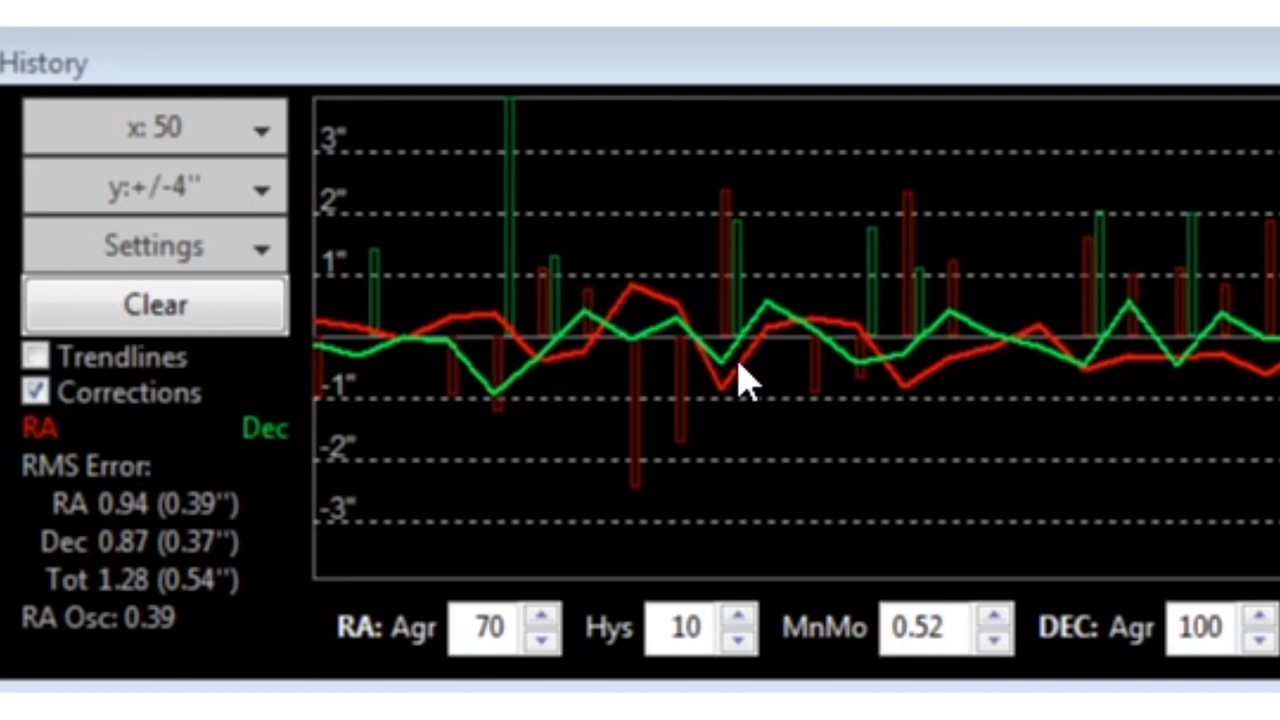 History
x: 50
y:+/-4''
Settings
Clear
Trendlines
Corrections
RA Dec
RMS Error:
RA 0.94 (0.39'')
Dec 0.87 (0.37'')
Tot 1.28 (0.54'')
RA Osc: 0.39
3"
2"
1"
-1"
-2"
-3"
RA: Agr 70 Hys 10 MnMo 0.52 DEC: Agr 100